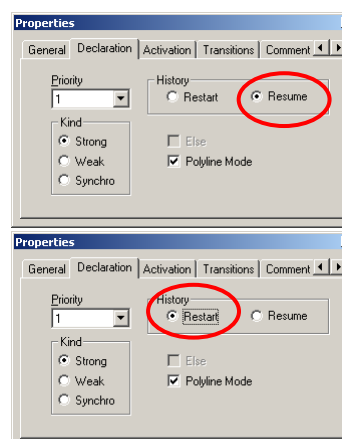 Properties
General Declaration Activation Transitions Comment
Priority History
1 Restart Resume
Kind
Strong Else
Weak Polyline Mode
Synchro
Properties
General Declaration Activation Transitions Comment
Priority History
1 Restart Resume
Kind
Strong Else
Weak Polyline Mode
Synchro